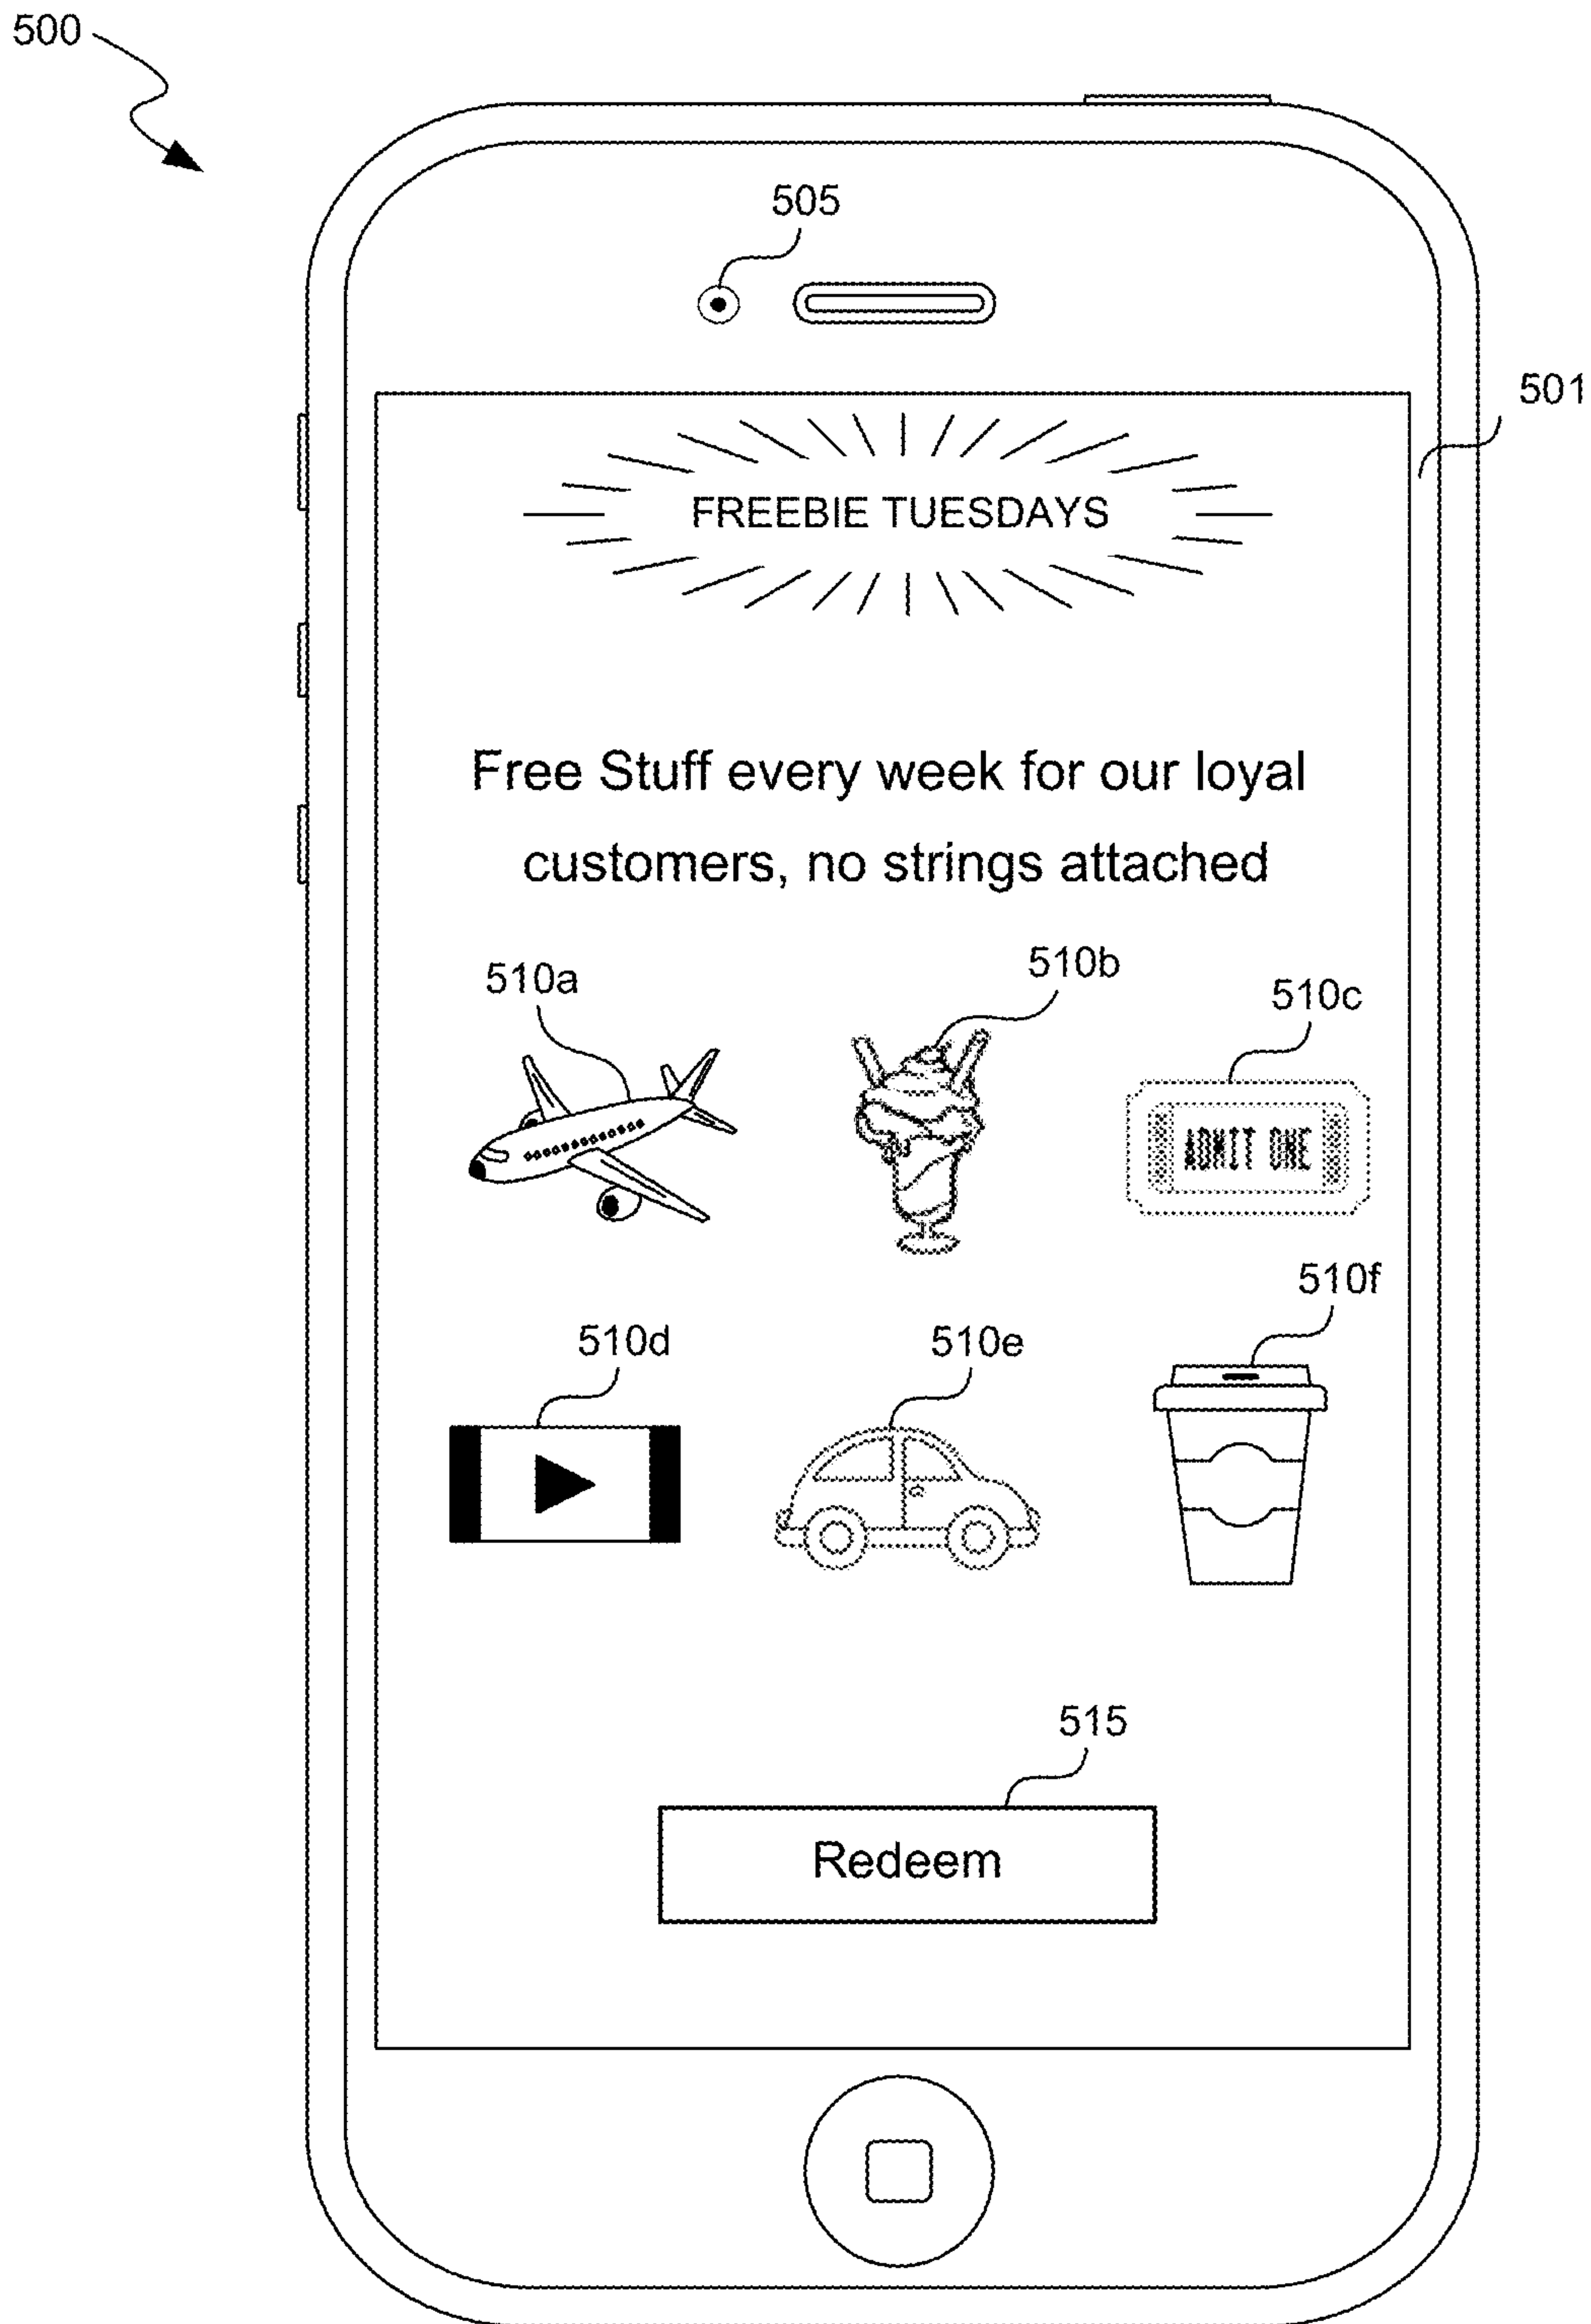 500
505
501
FREEBIE TUESDAYS
Free Stuff every week for our loyal
customers, no strings attached
510a
510b
510c
ADMIT ONE
510f
510d
510e
515
Redeem